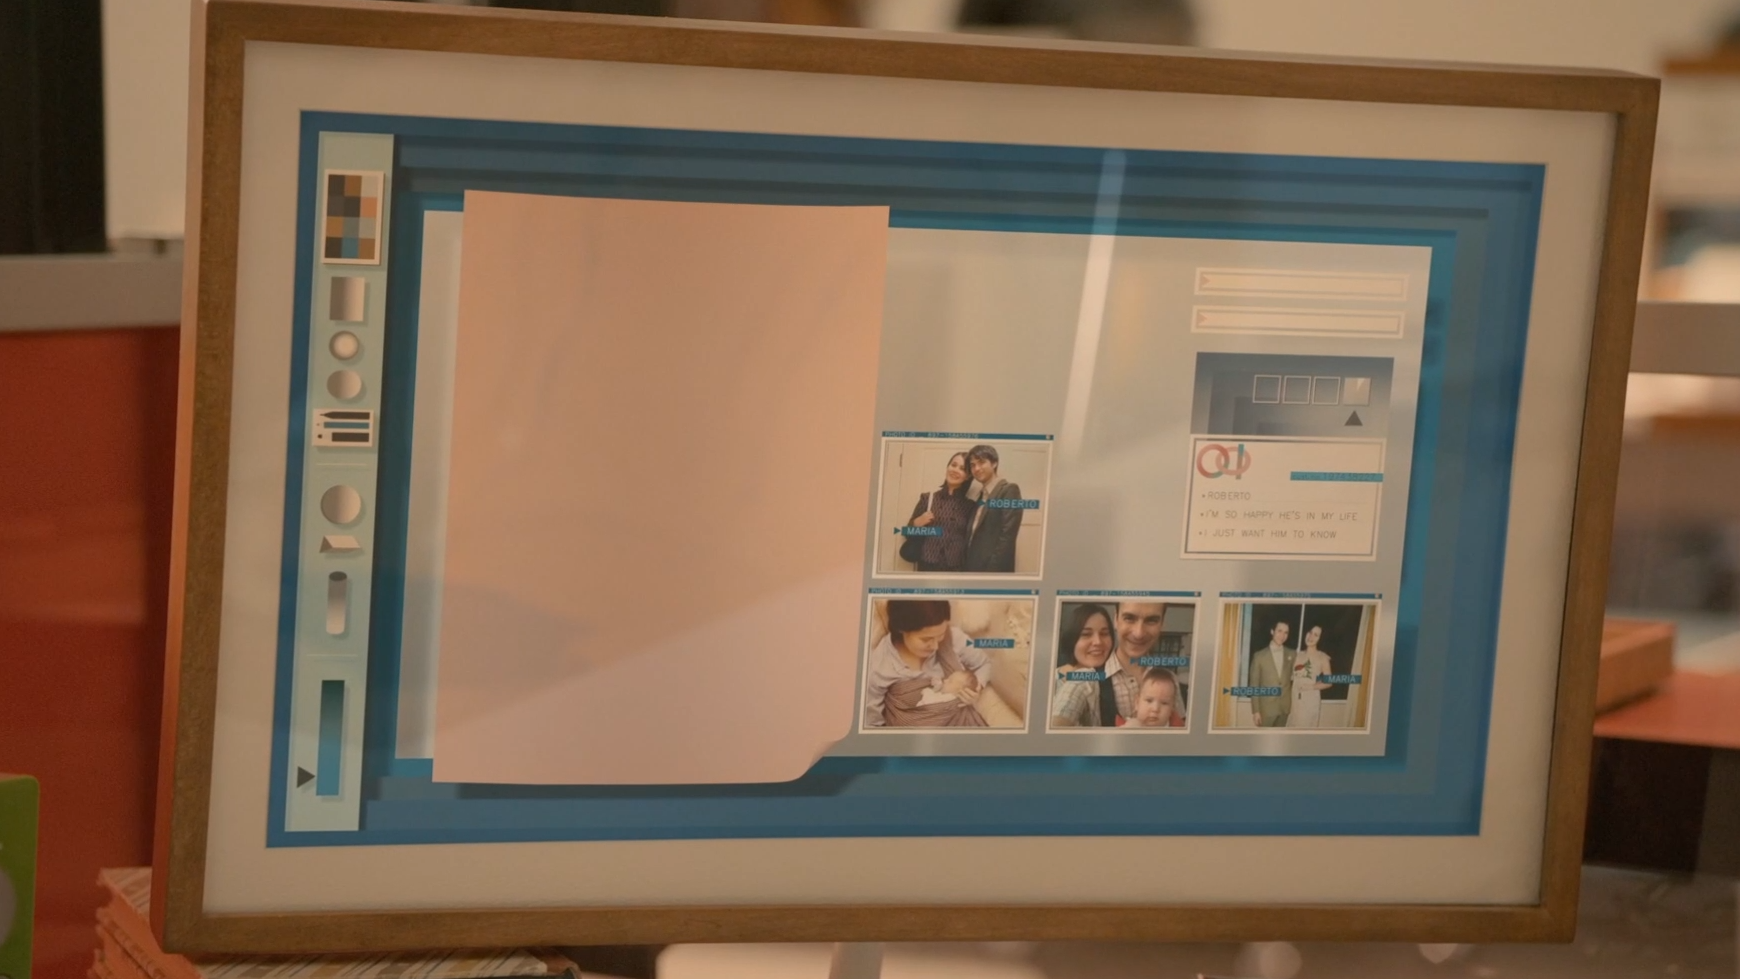 ROBERTO
MARIA
ROBERTO
I'M SO HAPPY HE'S IN MY LIFE
I JUST WANT HIM TO KNOW
MARIA
MARIA
ROBERTO
ROBERTO
MARIA